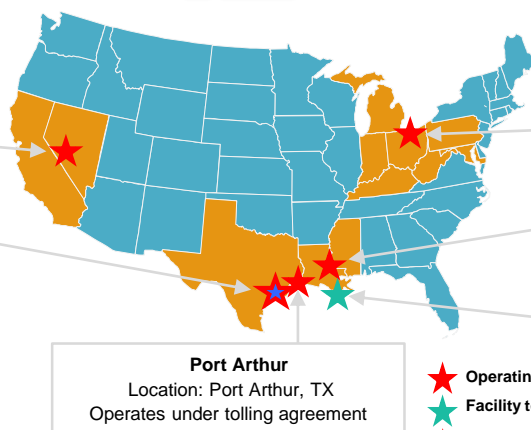 Port Arthur
Location: Port Arthur, TX
Operates under tolling agreement
Operatin
Facility t